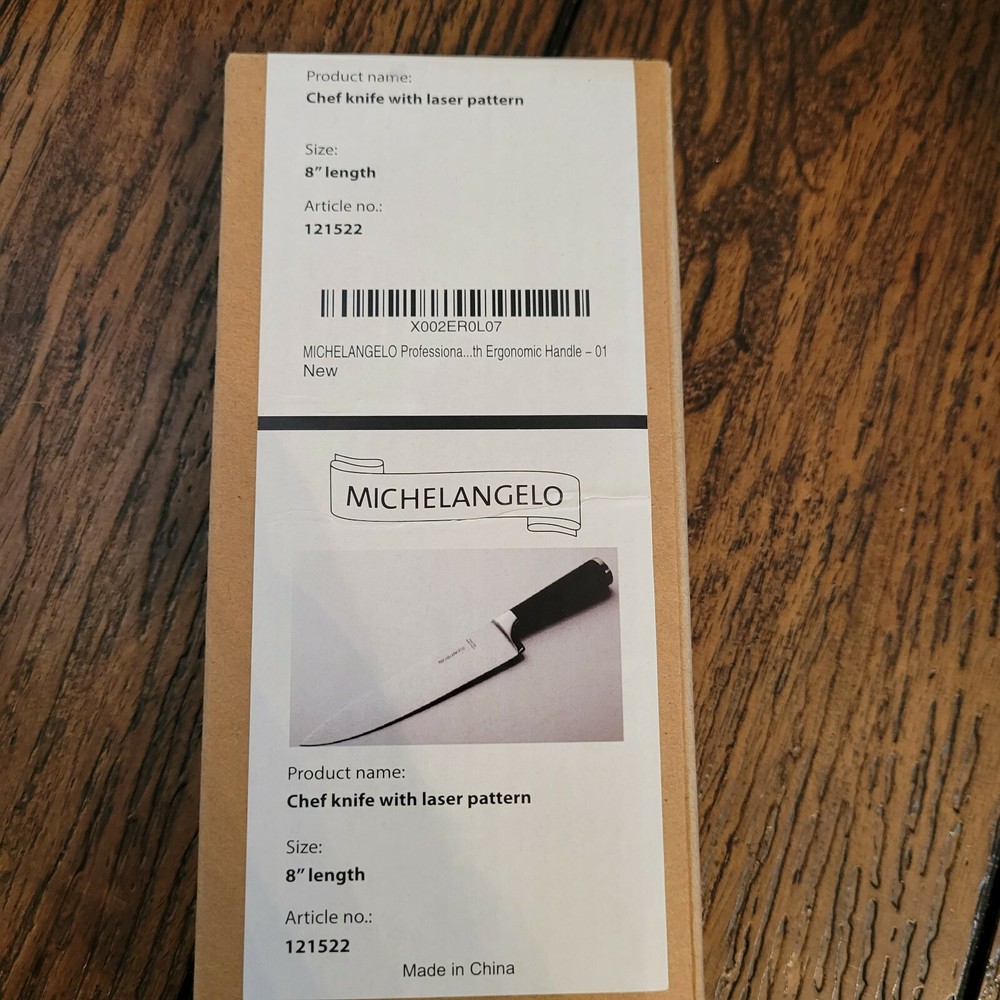 Product name:
Chef knife with laser pattern
Size:
8" length
Article no.:
121522
X002ER0L07
MICHELANGELO Professiona...th Ergonomic Handle – 01
New
MICHELANGELO
MICHELANGELO
Product name:
Chef knife with laser pattern
Size:
8" length
Article no.:
121522
Made in China